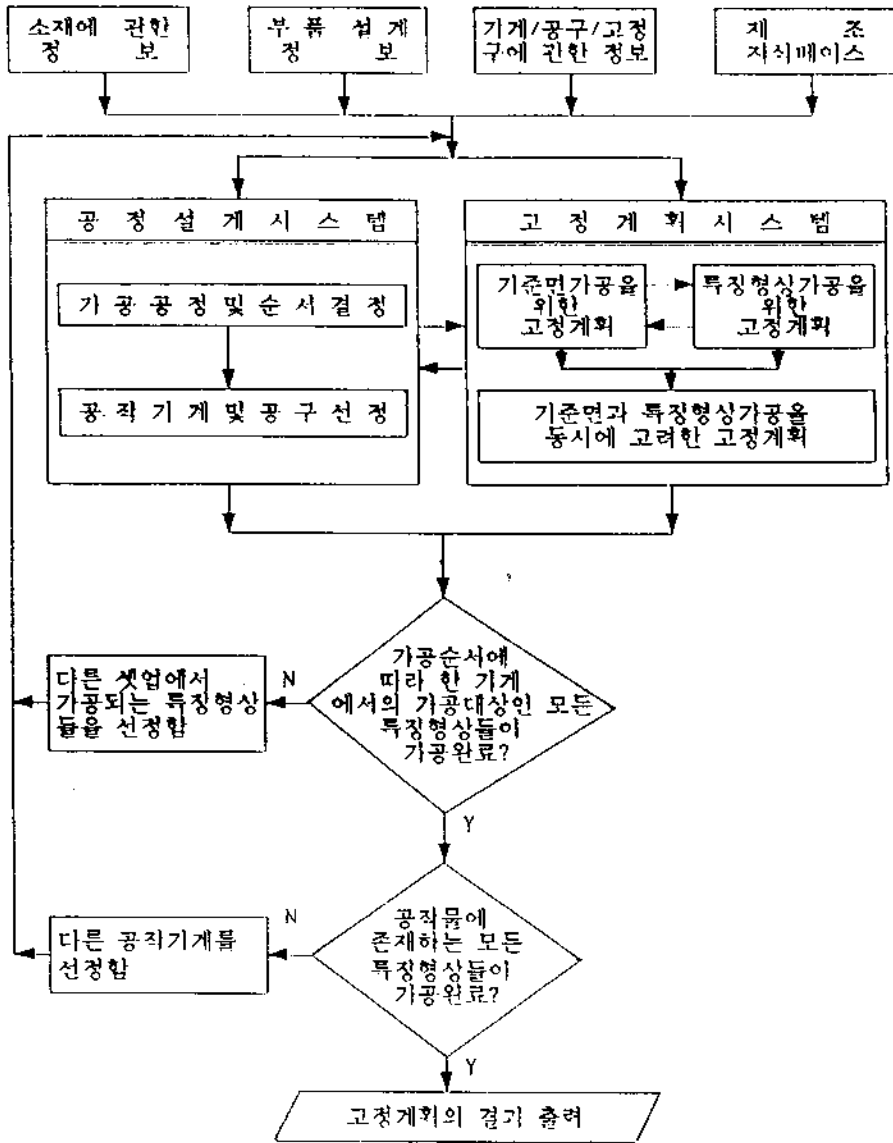 소재에 관한
정 보
부 품 설 계
정 보
기계/공구/고정
구에 관한 정보
제 조
지식베이스
공 정 설 계 시 스 템
고 정 계 획 시 스 템
가 공 공 정 및 순 서 결 정
기준면가공을
위한
고정계획
특징형상가공을
위한
고정계획
공 작 기 계 및 공 구 선 정
기준면과 특징형상가공을
동시에 고려한 고정계획
다른 셋업에서
가공되는 특징형상
들을 선정함
N
가공순서에
따라 한 기계
에서의 가공대상인 모든
특징형상들이
가공완료?
Y
다른 공작기계를
선정함
N
공작물에
존재하는 모든
특징형상들이
가공완료?
Y
고정계획의 결과 출력